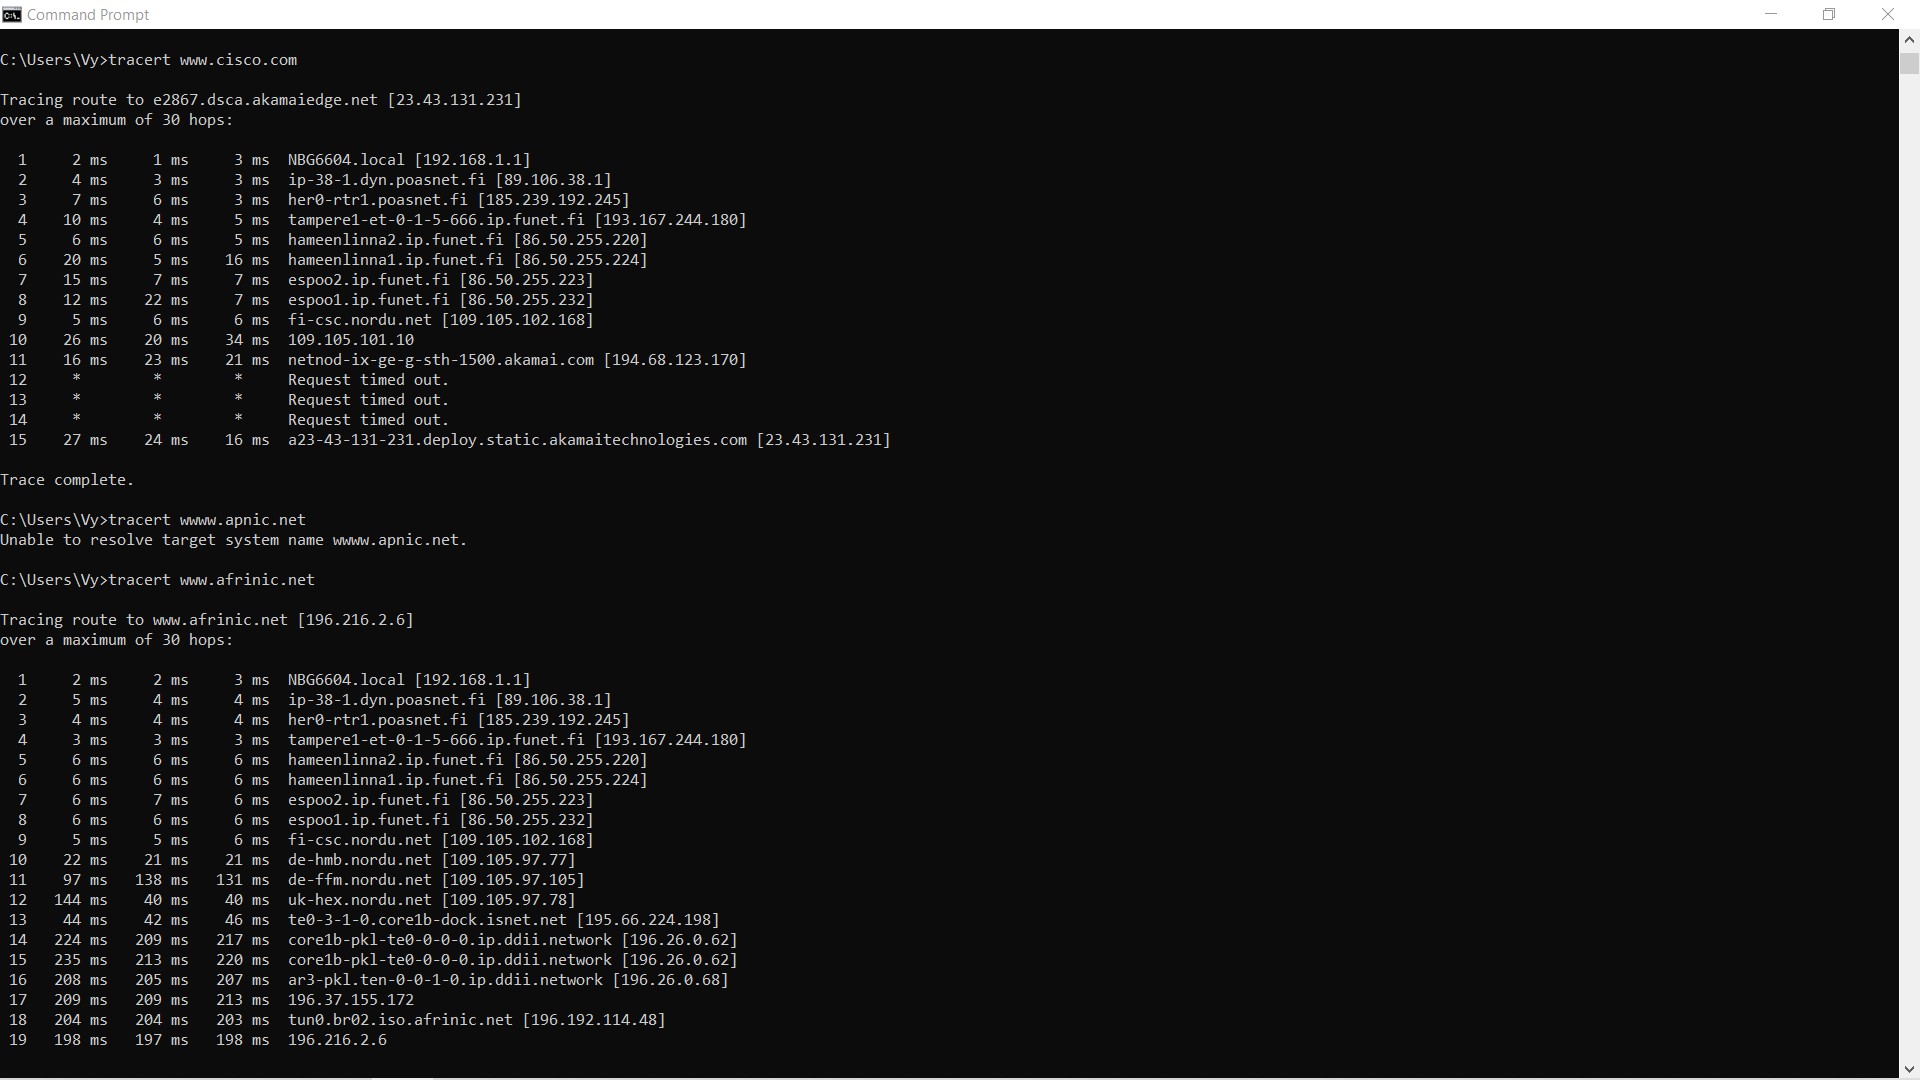 Command Prompt
C:\Users\Vy>tracert www.cisco.com
Tracing route to e2867.dsca.akamaiedge.net [23.43.131.231]
over a maximum of 30 hops:
  1     2 ms     1 ms     3 ms  NBG6604.local [192.168.1.1]
  2     4 ms     3 ms     3 ms  ip-38-1.dyn.poasnet.fi [89.106.38.1]
  3     7 ms     6 ms     3 ms  her0-rtr1.poasnet.fi [185.239.192.245]
  4    10 ms     4 ms     5 ms  tampere1-et-0-1-5-666.ip.funet.fi [193.167.244.180]
  5     6 ms     6 ms     5 ms  hameenlinna2.ip.funet.fi [86.50.255.220]
  6    20 ms     5 ms    16 ms  hameenlinna1.ip.funet.fi [86.50.255.224]
  7    15 ms     7 ms     7 ms  espoo2.ip.funet.fi [86.50.255.223]
  8    12 ms    22 ms     7 ms  espoo1.ip.funet.fi [86.50.255.232]
  9     5 ms     6 ms     6 ms  fi-csc.nordu.net [109.105.102.168]
 10    26 ms    20 ms    34 ms  109.105.101.10
 11    16 ms    23 ms    21 ms  netnod-ix-ge-g-sth-1500.akamai.com [194.68.123.170]
 12     *        *        *     Request timed out.
 13     *        *        *     Request timed out.
 14     *        *        *     Request timed out.
 15    27 ms    24 ms    16 ms  a23-43-131-231.deploy.static.akamaitechnologies.com [23.43.131.231]
Trace complete.
C:\Users\Vy>tracert wwww.apnic.net
Unable to resolve target system name wwww.apnic.net.
C:\Users\Vy>tracert www.afrinic.net
Tracing route to www.afrinic.net [196.216.2.6]
over a maximum of 30 hops:
  1     2 ms     2 ms     3 ms  NBG6604.local [192.168.1.1]
  2     5 ms     4 ms     4 ms  ip-38-1.dyn.poasnet.fi [89.106.38.1]
  3     4 ms     4 ms     4 ms  her0-rtr1.poasnet.fi [185.239.192.245]
  4     3 ms     3 ms     3 ms  tampere1-et-0-1-5-666.ip.funet.fi [193.167.244.180]
  5     6 ms     6 ms     6 ms  hameenlinna2.ip.funet.fi [86.50.255.220]
  6     6 ms     6 ms     6 ms  hameenlinna1.ip.funet.fi [86.50.255.224]
  7     6 ms     7 ms     6 ms  espoo2.ip.funet.fi [86.50.255.223]
  8     6 ms     6 ms     6 ms  espoo1.ip.funet.fi [86.50.255.232]
  9     5 ms     5 ms     6 ms  fi-csc.nordu.net [109.105.102.168]
 10    22 ms    21 ms    21 ms  de-hmb.nordu.net [109.105.97.77]
 11    97 ms   138 ms   131 ms  de-ffm.nordu.net [109.105.97.105]
 12   144 ms    40 ms    40 ms  uk-hex.nordu.net [109.105.97.78]
 13    44 ms    42 ms    46 ms  te0-3-1-0.core1b-dock.isnet.net [195.66.224.198]
 14   224 ms   209 ms   217 ms  core1b-pkl-te0-0-0-0.ip.ddii.network [196.26.0.62]
 15   235 ms   213 ms   220 ms  core1b-pkl-te0-0-0-0.ip.ddii.network [196.26.0.62]
 16   208 ms   205 ms   207 ms  ar3-pkl.ten-0-0-1-0.ip.ddii.network [196.26.0.68]
 17   209 ms   209 ms   213 ms  196.37.155.172
 18   204 ms   204 ms   203 ms  tun0.br02.iso.afrinic.net [196.192.114.48]
 19   198 ms   197 ms   198 ms  196.216.2.6